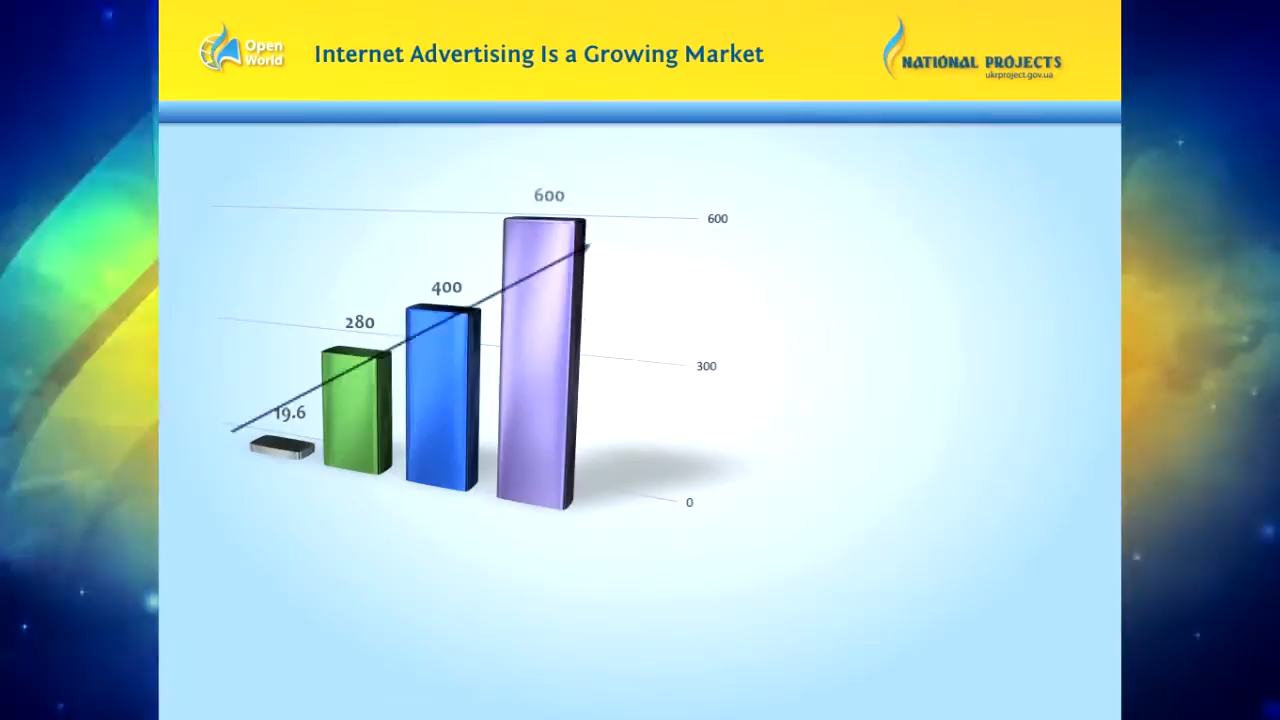 Open
World
Internet Advertising Is a Growing Market
NATIONAL PROJECTS
ukrproject.gov.ua
600
600
400
280
300
19.6
0